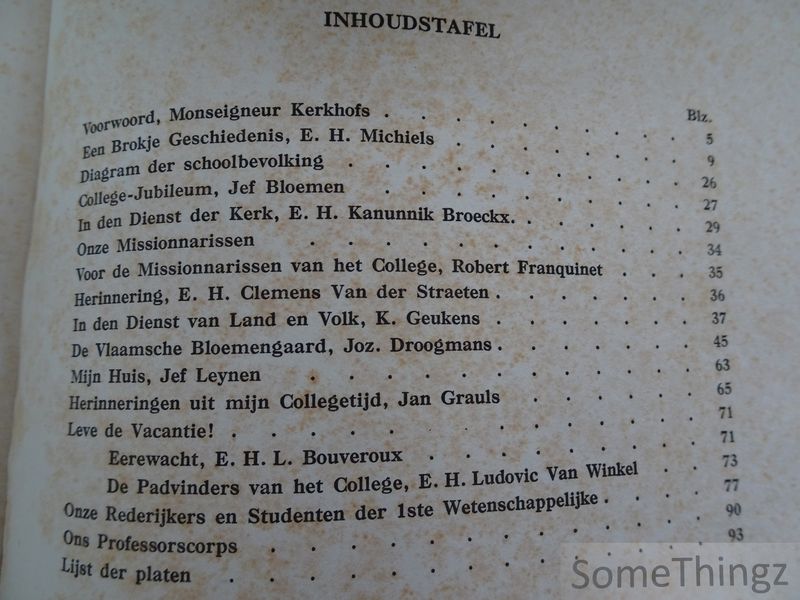 INHOUDSTAFEL
Blz.
Voorwoord, Monseigneur Kerkhofs . . . . . . . . 5
Een Brokje Geschiedenis, E. H. Michiels . . . . . . . 9
Diagram der schoolbevolking . . . . . . . . 26
College-Jubileum, Jef Bloemen . . . . . . . . 27
In den Dienst der Kerk, E. H. Kanunnik Broeckx. . . . . . 29
Onze Missionnarissen . . . . . . . . . 34
Voor de Missionnarissen van het College, Robert Franquinet . . . 35
Herinnering, E. H. Clemens Van der Straeten . . . . . . 36
In den Dienst van Land en Volk, K. Geukens . . . . . . 37
De Vlaamsche Bloemengaard, Joz. Droogmans . . . . . . 45
Mijn Huis, Jef Leynen . . . . . . . . . 63
Herinneringen uit mijn Collegetijd, Jan Grauls . . . . . 65
Leve de Vacantie! . . . . . . . . . . 71
Eerewacht, E. H. L. Bouveroux . . . . . . . 71
De Padvinders van het College, E. H. Ludovic Van Winkel . . 73
Onze Rederijkers en Studenten der 1ste Wetenschappelijke . . . 77
Ons Professorscorps . . . . . . . . . . 90
Lijst der platen . . . . . . . . . . 93
SomeThingz